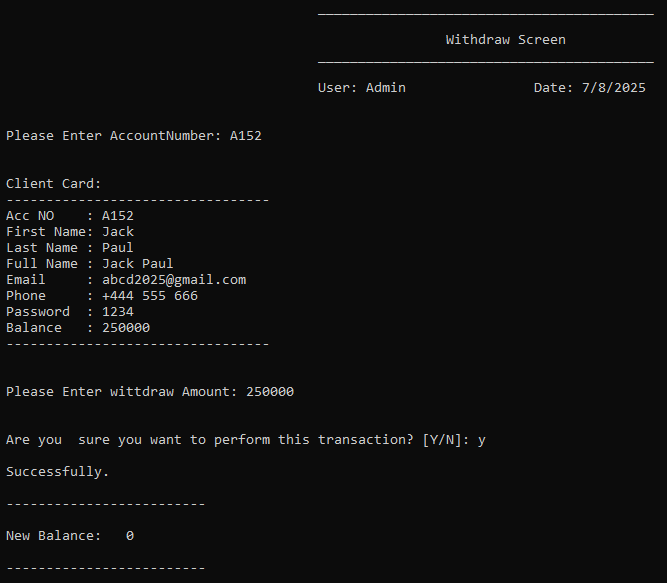 Withdraw Screen
User: Admin Date: 7/8/2025
Please Enter AccountNumber: A152
Client Card:
---------------------------------
Acc NO    : A152
First Name: Jack
Last Name : Paul
Full Name : Jack Paul
Email     : abcd2025@gmail.com
Phone     : +444 555 666
Password  : 1234
Balance   : 250000
---------------------------------
Please Enter wittdraw Amount: 250000
Are you  sure you want to perform this transaction? [Y/N]: y
Successfully.
-------------------------
New Balance:   0
-------------------------